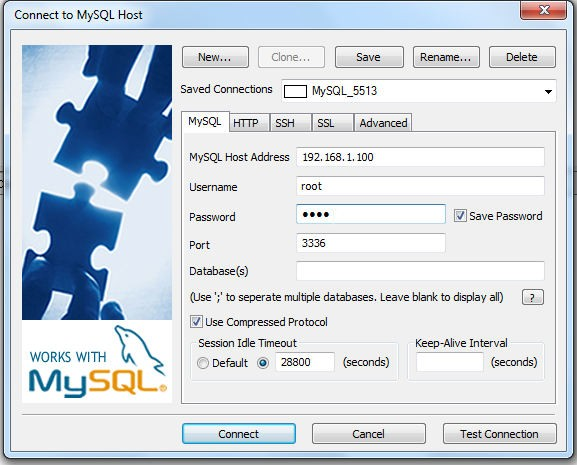 Connect to MySQL Host
New...
Clone...
Save
Rename...
Delete
Saved Connections
MySQL_5513
MySQL
HTTP
SSH
SSL
Advanced
MySQL Host Address
192.168.1.100
Username
root
Password
••••
Save Password
Port
3336
Database(s)
(Use ';' to seperate multiple databases. Leave blank to display all)
?
Use Compressed Protocol
Session Idle Timeout
Default
28800
(seconds)
Keep-Alive Interval
(seconds)
WORKS WITH
MySQL®
Connect
Cancel
Test Connection